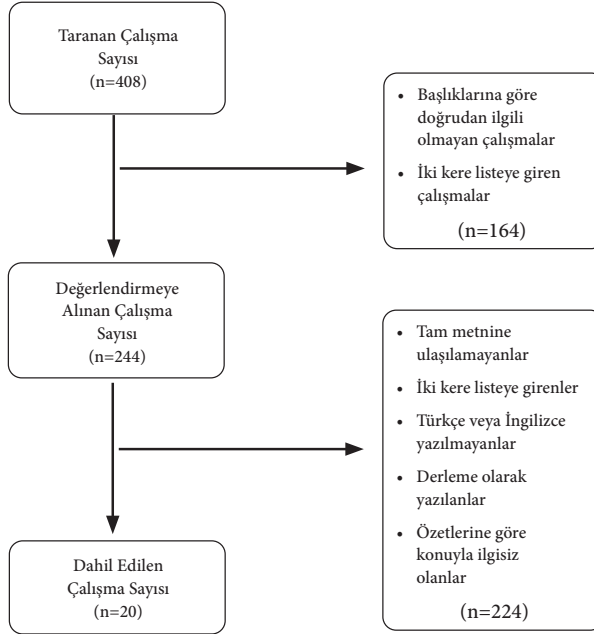 Taranan Çalışma
Sayısı
(n=408)
• Başlıklarına göre
doğrudan ilgili
olmayan çalışmalar
• İki kere listeye giren
çalışmalar
(n=164)
Değerlendirmeye
Alınan Çalışma
Sayısı
(n=244)
• Tam metnine
ulaşılamayanlar
• İki kere listeye girenler
• Türkçe veya İngilizce
yazılmayanlar
• Derleme olarak
yazılanlar
• Özetlerine göre
konuyla ilgisiz
olanlar
(n=224)
Dahil Edilen
Çalışma Sayısı
(n=20)